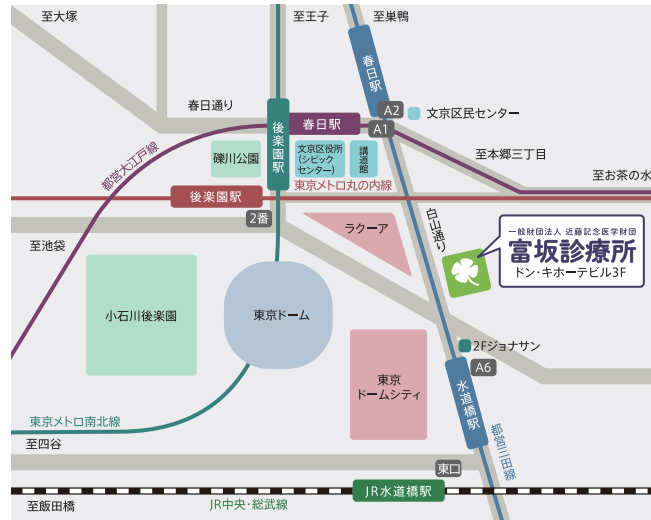 至大塚
至王子
至巣鴨
春日通り
春日駅
A2
文京区民センター
後楽園駅
春日駅
A1
都営大江戸線
礫川公園
文京区役所
(シビック
センター)
講道館
至本郷三丁目
至お茶の水
東京メトロ丸の内線
後楽園駅
2番
至池袋
ラクーア
白山通り
一般財団法人 近藤記念医学財団
富坂診療所
ドン・キホーテビル3F
小石川後楽園
東京ドーム
2Fジョナサン
A6
東京
ドームシティ
水道橋駅
東京メトロ南北線
至四谷
都営三田線
東口
JR水道橋駅
至飯田橋
JR中央・総武線